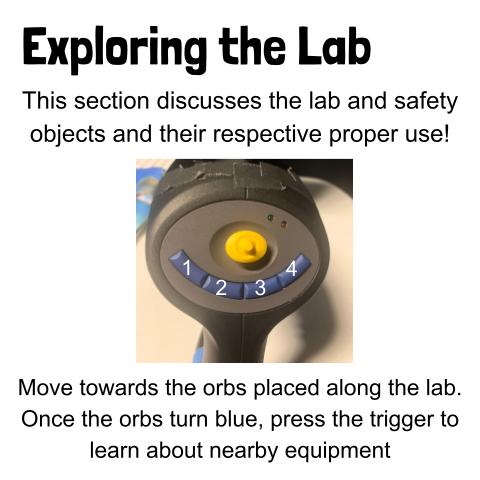 Exploring the Lab
This section discusses the lab and safety
objects and their respective proper use!
1 2 3 4
Move towards the orbs placed along the lab.
Once the orbs turn blue, press the trigger to
learn about nearby equipment